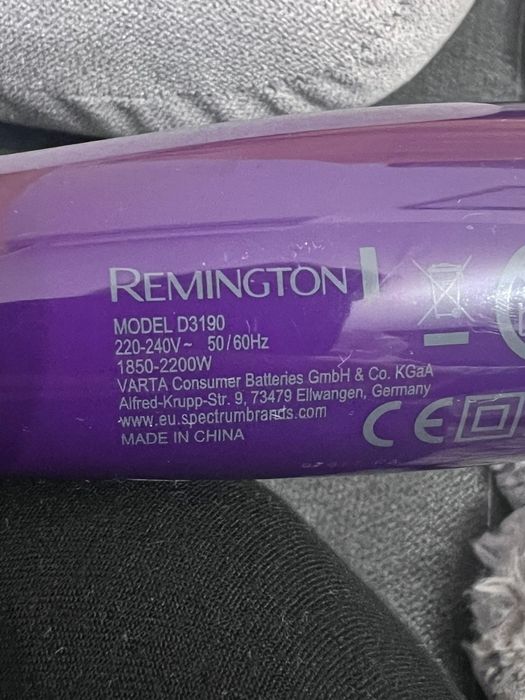 REMINGTON
MODEL D3190
220-240V~ 50/60Hz
1850-2200W
VARTA Consumer Batteries GmbH & Co. KGaA
Alfred-Krupp-Str. 9, 73479 Ellwangen, Germany
www.eu.spectrumbrands.com
MADE IN CHINA
CE